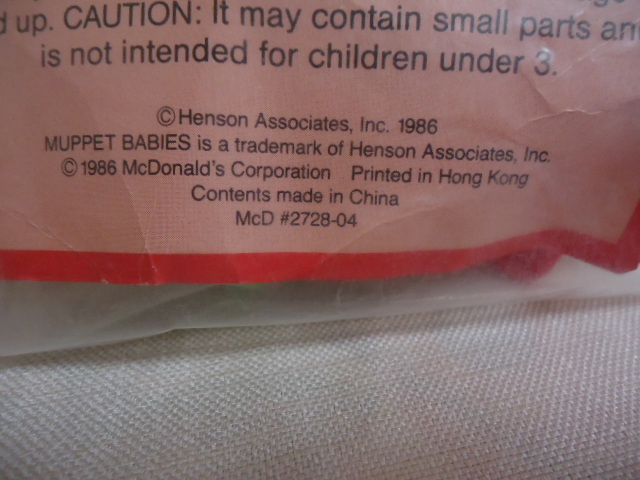 up. CAUTION: It may contain small parts
is not intended for children under 3.
© Henson Associates, Inc. 1986
MUPPET BABIES is a trademark of Henson Associates, Inc.
© 1986 McDonald's Corporation Printed in Hong Kong
Contents made in China
McD #2728-04